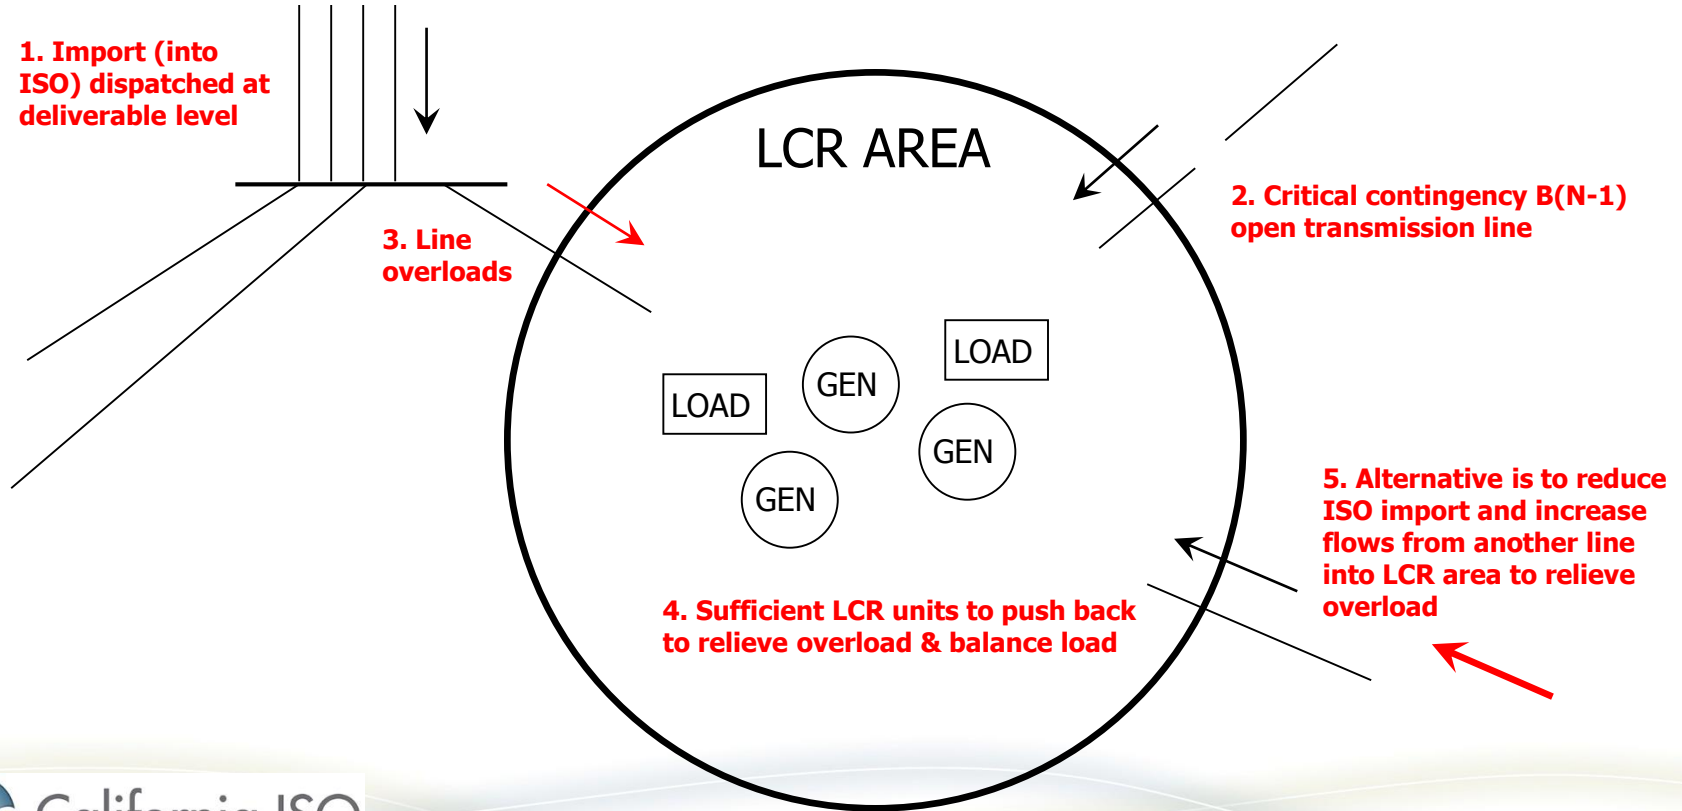 1. Import (into
ISO) dispatched at
deliverable level
LCR AREA
2. Critical contingency B(N-1)
open transmission line
3. Line
overloads
LOAD
GEN
LOAD
GEN
GEN
4. Sufficient LCR units to push back
to relieve overload & balance load
5. Alternative is to reduce
ISO import and increase
flows from another line
into LCR area to relieve
overload
California ISO